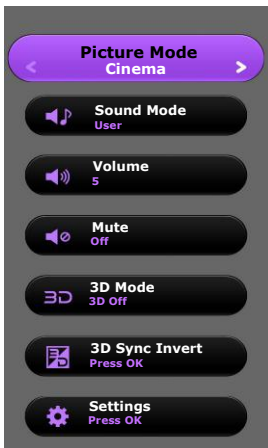 Picture Mode
Cinema
Sound Mode
User
Volume
5
Mute
Off
3D
3D Mode
3D Off
3D Sync Invert
Press OK
Settings
Press OK